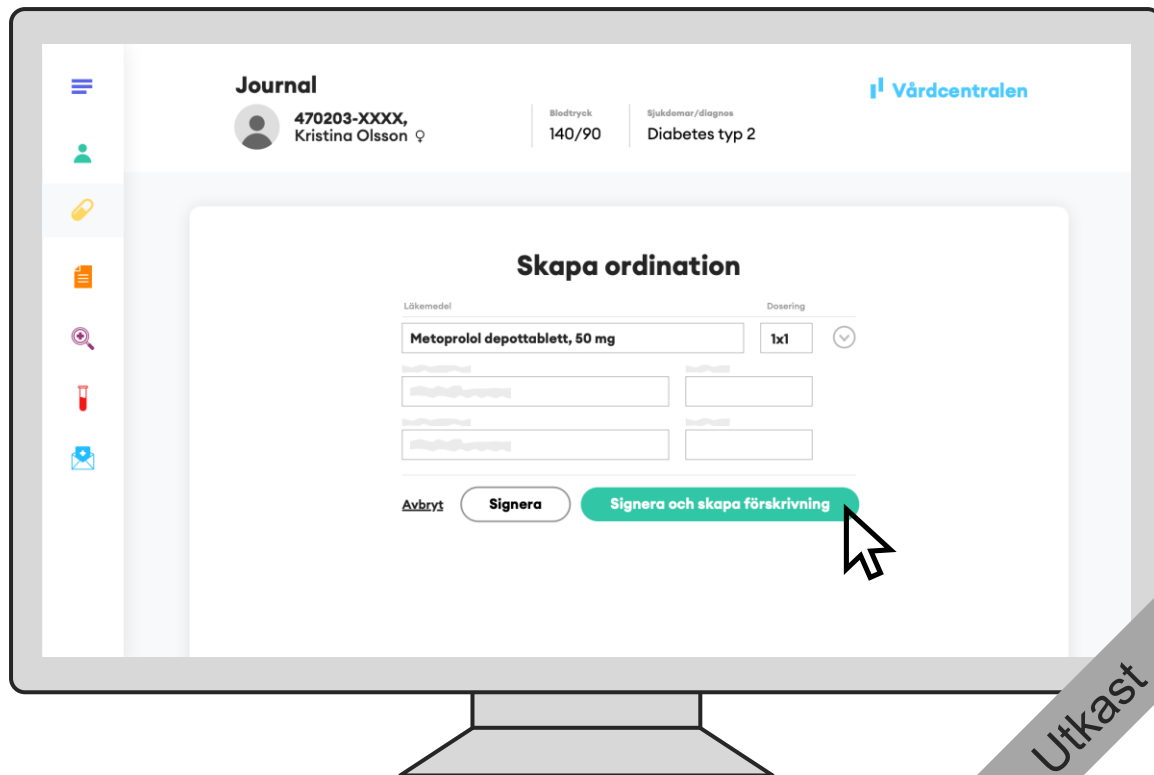 Journal
470203-XXXX,
Kristina Olsson ♀
Blodtryck
140/90
Sjukdomar/diagnos
Diabetes typ 2
Vårdcentralen
Skapa ordination
Läkemedel
Dosering
Metoprolol depottablett, 50 mg
1x1
Avbryt
Signera
Signera och skapa förskrivning
Utkast